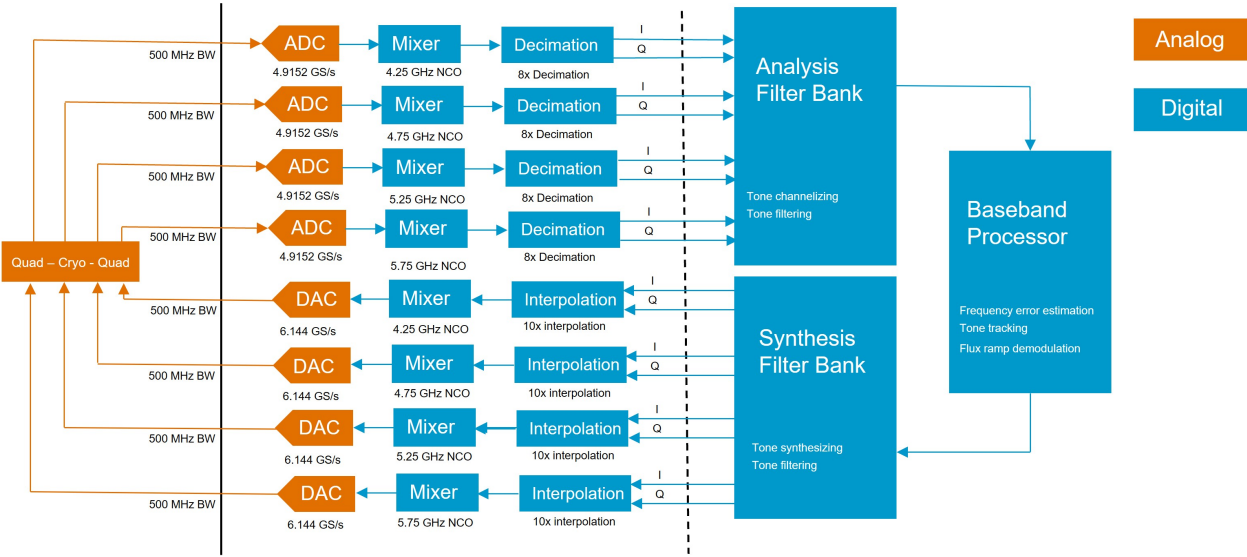 500 MHz BW
ADC
4.9152 GS/s
Mixer
4.25 GHz NCO
Decimation
8x Decimation
I
Q
500 MHz BW
ADC
4.9152 GS/s
Mixer
4.75 GHz NCO
Decimation
8x Decimation
I
Q
500 MHz BW
ADC
4.9152 GS/s
Mixer
5.25 GHz NCO
Decimation
8x Decimation
I
Q
500 MHz BW
ADC
4.9152 GS/s
Mixer
5.75 GHz NCO
Decimation
8x Decimation
I
Q
Quad – Cryo - Quad
500 MHz BW
DAC
6.144 GS/s
Mixer
4.25 GHz NCO
Interpolation
10x interpolation
I
Q
500 MHz BW
DAC
6.144 GS/s
Mixer
4.75 GHz NCO
Interpolation
10x interpolation
I
Q
500 MHz BW
DAC
6.144 GS/s
Mixer
5.25 GHz NCO
Interpolation
10x interpolation
I
Q
500 MHz BW
DAC
6.144 GS/s
Mixer
5.75 GHz NCO
Interpolation
10x interpolation
I
Q
Analysis
Filter Bank
Tone channelizing
Tone filtering
Synthesis
Filter Bank
Tone synthesizing
Tone filtering
Baseband
Processor
Frequency error estimation
Tone tracking
Flux ramp demodulation
Analog
Digital